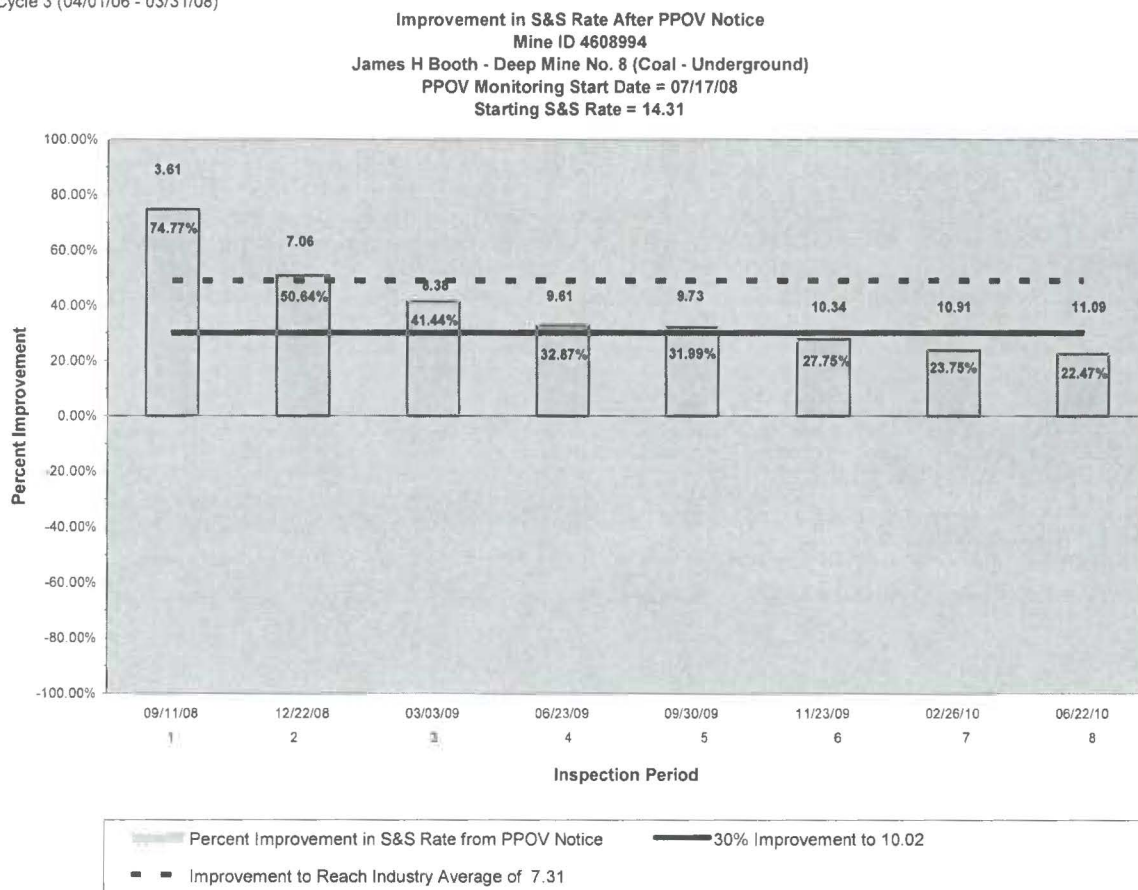 Cycle 3 (04/01/06 - 03/31/08)
Improvement in S&S Rate After PPOV Notice
Mine ID 4608994
James H Booth - Deep Mine No. 8 (Coal - Underground)
PPOV Monitoring Start Date = 07/17/08
Starting S&S Rate = 14.31
100.00%
80.00%
60.00%
40.00%
20.00%
0.00%
-20.00%
-40.00%
-60.00%
-80.00%
-100.00%
Percent Improvement
3.61
7.06
8.38
9.61
9.73
10.34
10.91
11.09
74.77%
50.64%
41.44%
32.87%
31.99%
27.75%
23.75%
22.47%
09/11/08 12/22/08 03/03/09 06/23/09 09/30/09 11/23/09 02/26/10 06/22/10
1 2 3 4 5 6 7 8
Inspection Period
Percent Improvement in S&S Rate from PPOV Notice 30% Improvement to 10.02
Improvement to Reach Industry Average of 7.31